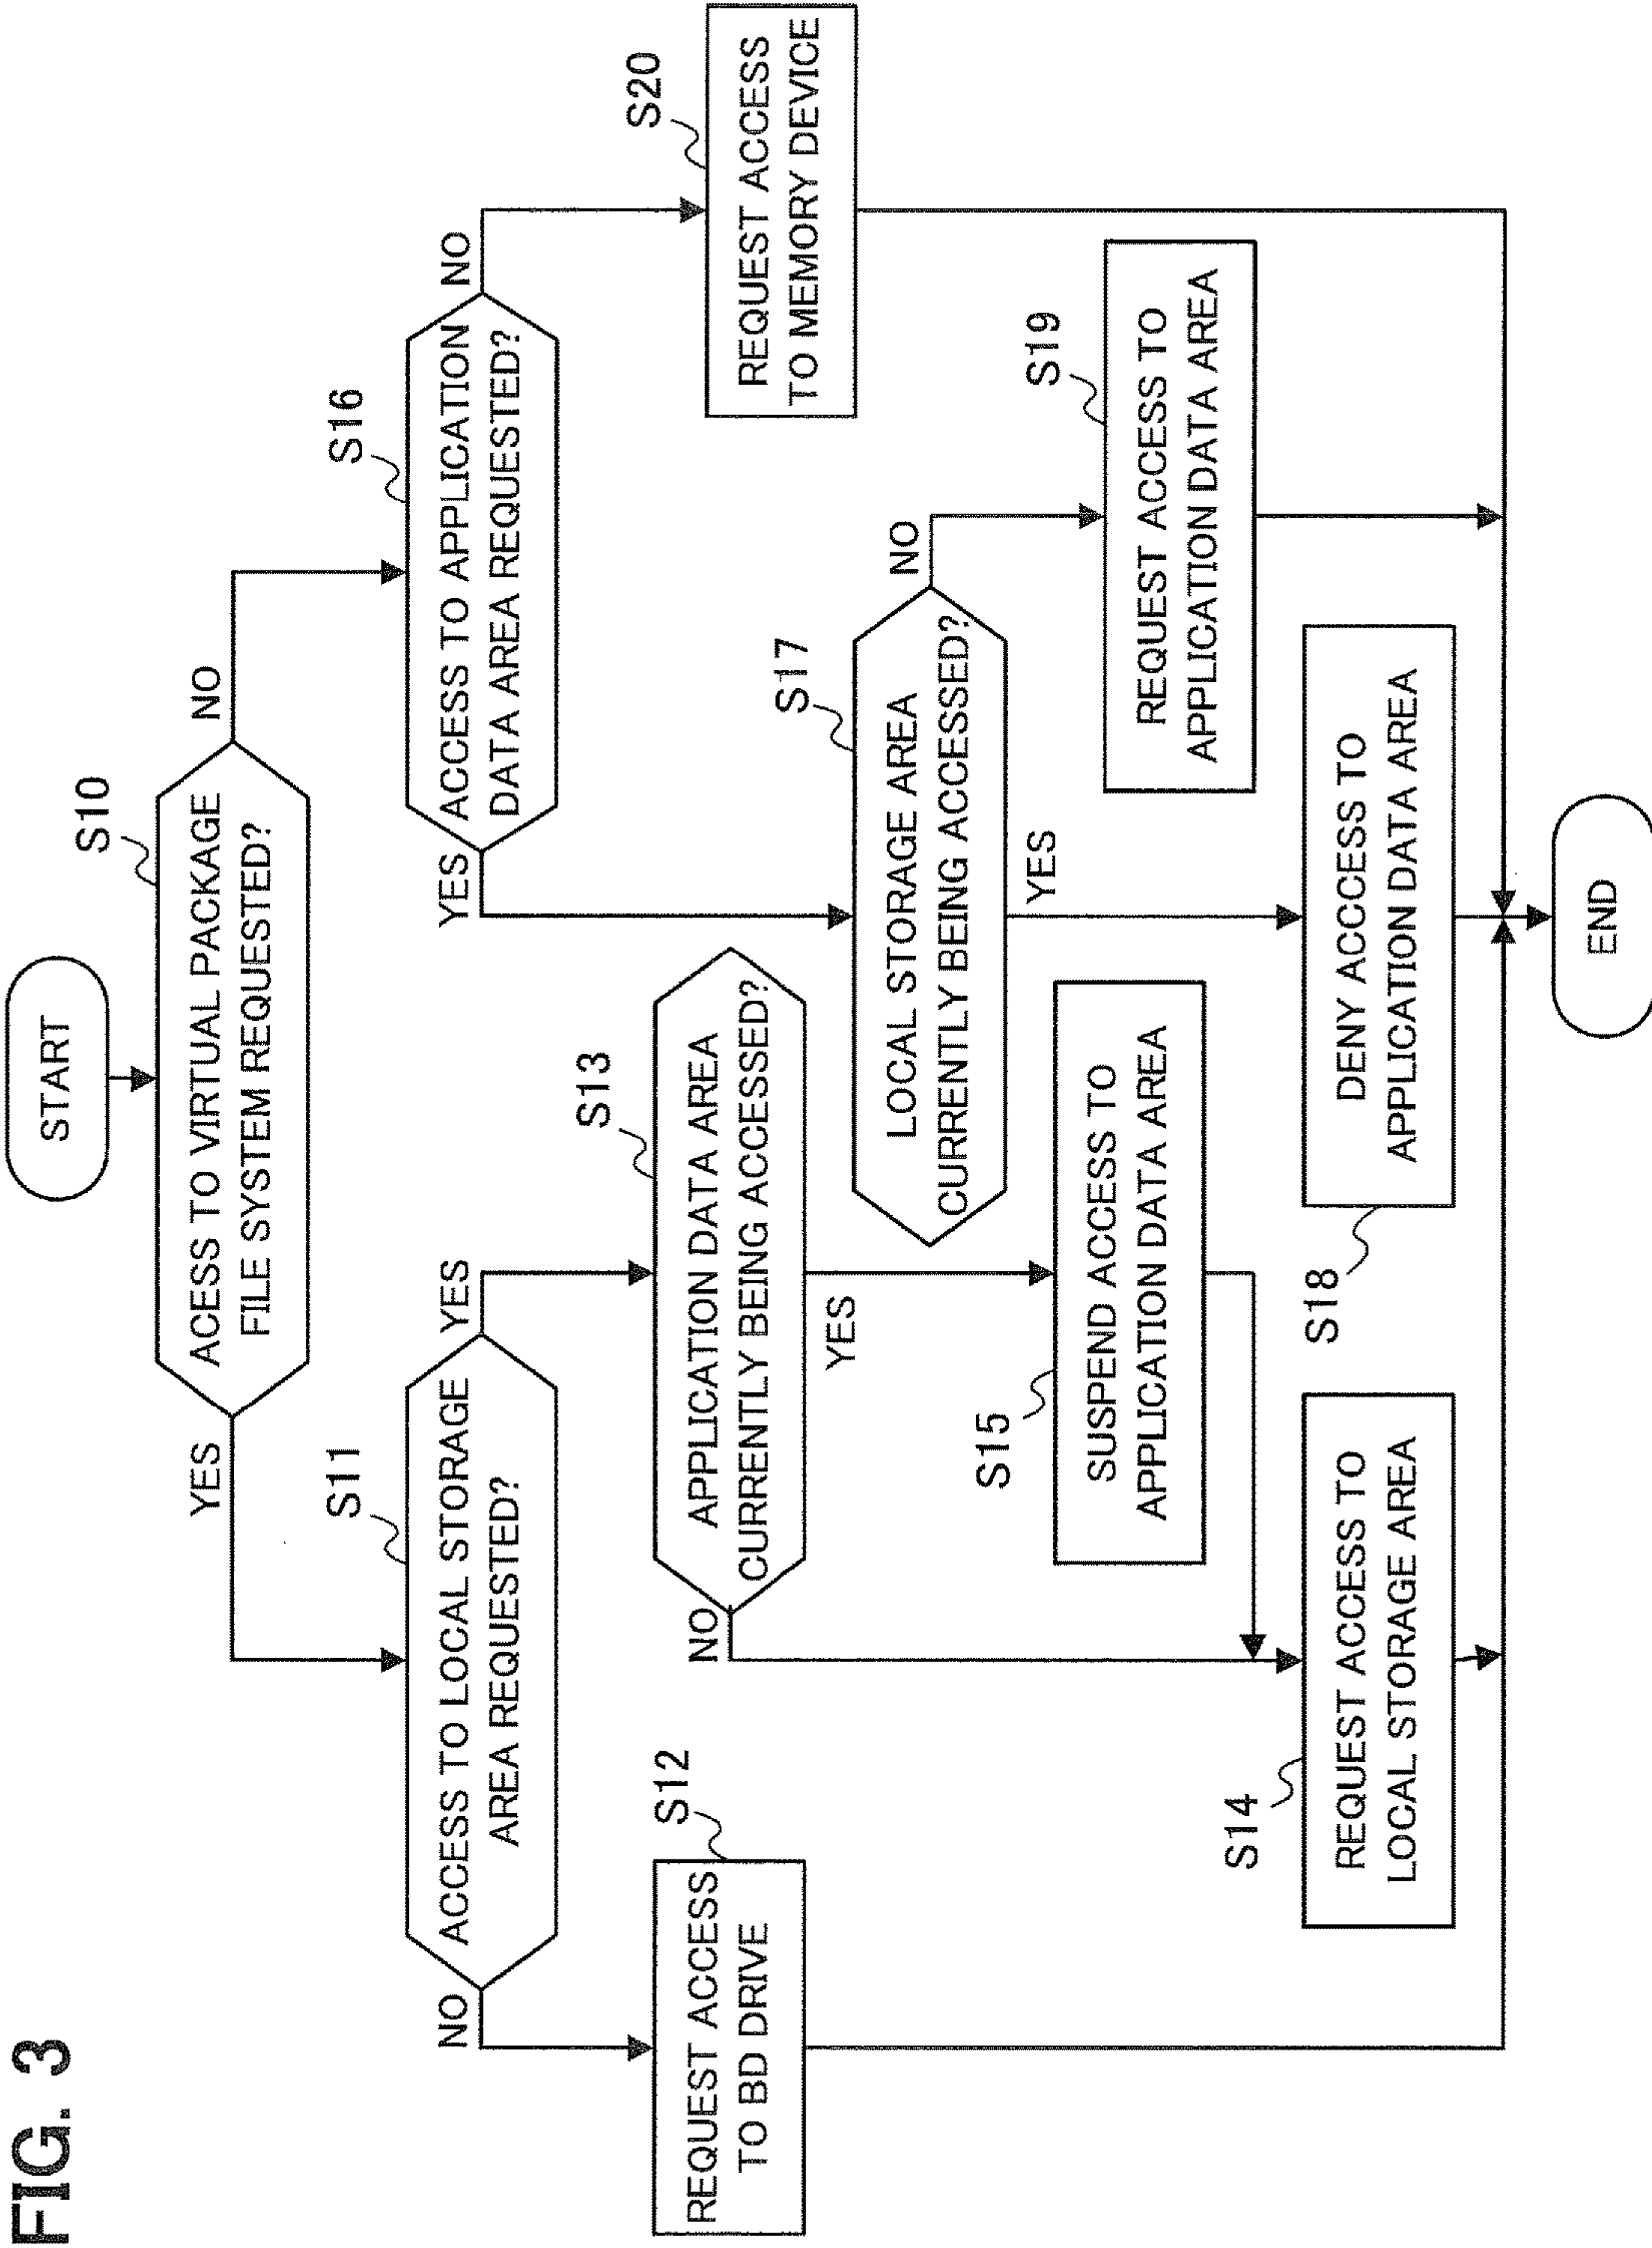 FIG. 3
START
S10
ACESS TO VIRTUAL PACKAGE
FILE SYSTEM REQUESTED?
YES
NO
S11
ACCESS TO LOCAL STORAGE
AREA REQUESTED?
NO
YES
S16
ACCESS TO APPLICATION
DATA AREA REQUESTED?
YES
NO
S12
REQUEST ACCESS
TO BD DRIVE
S13
APPLICATION DATA AREA
CURRENTLY BEING ACCESSED?
NO
YES
S20
REQUEST ACCESS
TO MEMORY DEVICE
S17
LOCAL STORAGE AREA
CURRENTLY BEING ACCESSED?
YES
NO
S15
SUSPEND ACCESS TO
APPLICATION DATA AREA
S19
REQUEST ACCESS TO
APPLICATION DATA AREA
S14
REQUEST ACCESS TO
LOCAL STORAGE AREA
S18
DENY ACCESS TO
APPLICATION DATA AREA
END